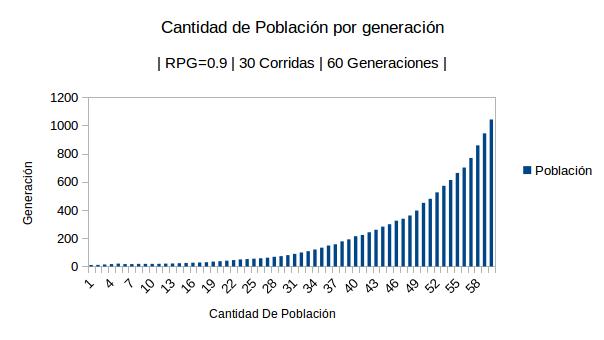 Cantidad de Población por generación
| RPG=0.9 | 30 Corridas | 60 Generaciones |
1200
1000
800
600
400
200
0
Generación
1 4 7 10 13 16 19 22 25 28 31 34 37 40 43 46 49 52 55 58
Cantidad De Población
Población